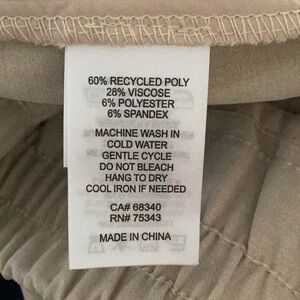 60% RECYCLED POLY
28% VISCOSE
6% POLYESTER
6% SPANDEX
MACHINE WASH IN
COLD WATER
GENTLE CYCLE
DO NOT BLEACH
HANG TO DRY
COOL IRON IF NEEDED
CA# 68340
RN# 75343
MADE IN CHINA